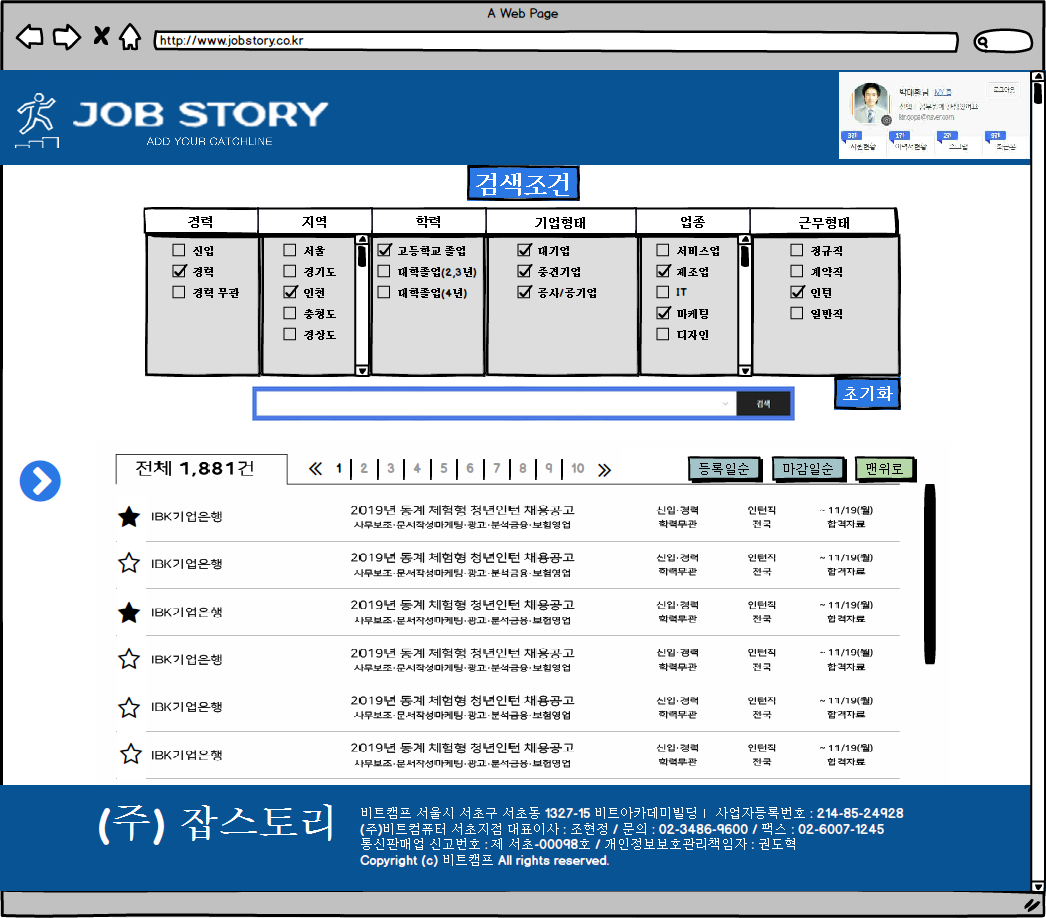 A Web Page
http://www.jobstory.co.kr
JOB STORY
ADD YOUR CATCHLINE
박대환님 MY홈
로그아웃
검색조건
경력 지역 학력 기업형태 업종 근무형태
신입 서울 고등학교 졸업 대기업 서비스업 정규직
경력 경기도 대학졸업(2,3년) 중견기업 제조업 계약직
경력 무관 인천 대학졸업(4년) 공사/공기업 IT 인턴
충청도 마케팅 일반직
경상도 디자인
초기화
검색
전체 1,881건 1 2 3 4 5 6 7 8 9 10 등록일순 마감일순 맨위로
2019년 동계 체험형 청년인턴 채용공고 신입·경력 인턴직 ~ 11/19(월)
IBK기업은행
사무보조·문서작성마케팅·광고·분석금융·보험영업 학력무관 전국 합격자료
2019년 동계 체험형 청년인턴 채용공고 신입·경력 인턴직 ~ 11/19(월)
IBK기업은행
사무보조·문서작성마케팅·광고·분석금융·보험영업 학력무관 전국 합격자료
2019년 동계 체험형 청년인턴 채용공고 신입·경력 인턴직 ~ 11/19(월)
IBK기업은행
사무보조·문서작성마케팅·광고·분석금융·보험영업 학력무관 전국 합격자료
2019년 동계 체험형 청년인턴 채용공고 신입·경력 인턴직 ~ 11/19(월)
IBK기업은행
사무보조·문서작성마케팅·광고·분석금융·보험영업 학력무관 전국 합격자료
2019년 동계 체험형 청년인턴 채용공고 신입·경력 인턴직 ~ 11/19(월)
IBK기업은행
사무보조·문서작성마케팅·광고·분석금융·보험영업 학력무관 전국 합격자료
2019년 동계 체험형 청년인턴 채용공고 신입·경력 인턴직 ~ 11/19(월)
IBK기업은행
사무보조·문서작성마케팅·광고·분석금융·보험영업 학력무관 전국 합격자료
(주) 잡스토리
비트캠프 서울시 서초구 서초동 1327-15 비트아카데미빌딩ㅣ 사업자등록번호 : 214-85-24928
(주)비트컴퓨터 서초지점 대표이사 : 조현정 / 문의 : 02-3486-9600 / 팩스 : 02-6007-1245
통신판매업 신고번호 : 제 서초-00098호 / 개인정보보호관리책임자 : 권도혁
Copyright (c) 비트캠프 All rights reserved.